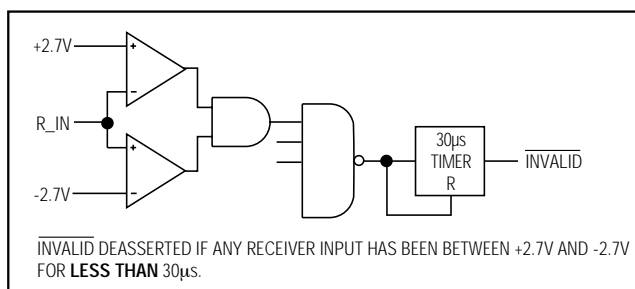 +2.7V
R_IN
-2.7V
30µs
TIMER
R
INVALID
INVALID DEASSERTED IF ANY RECEIVER INPUT HAS BEEN BETWEEN +2.7V AND -2.7V
FOR LESS THAN 30µs.